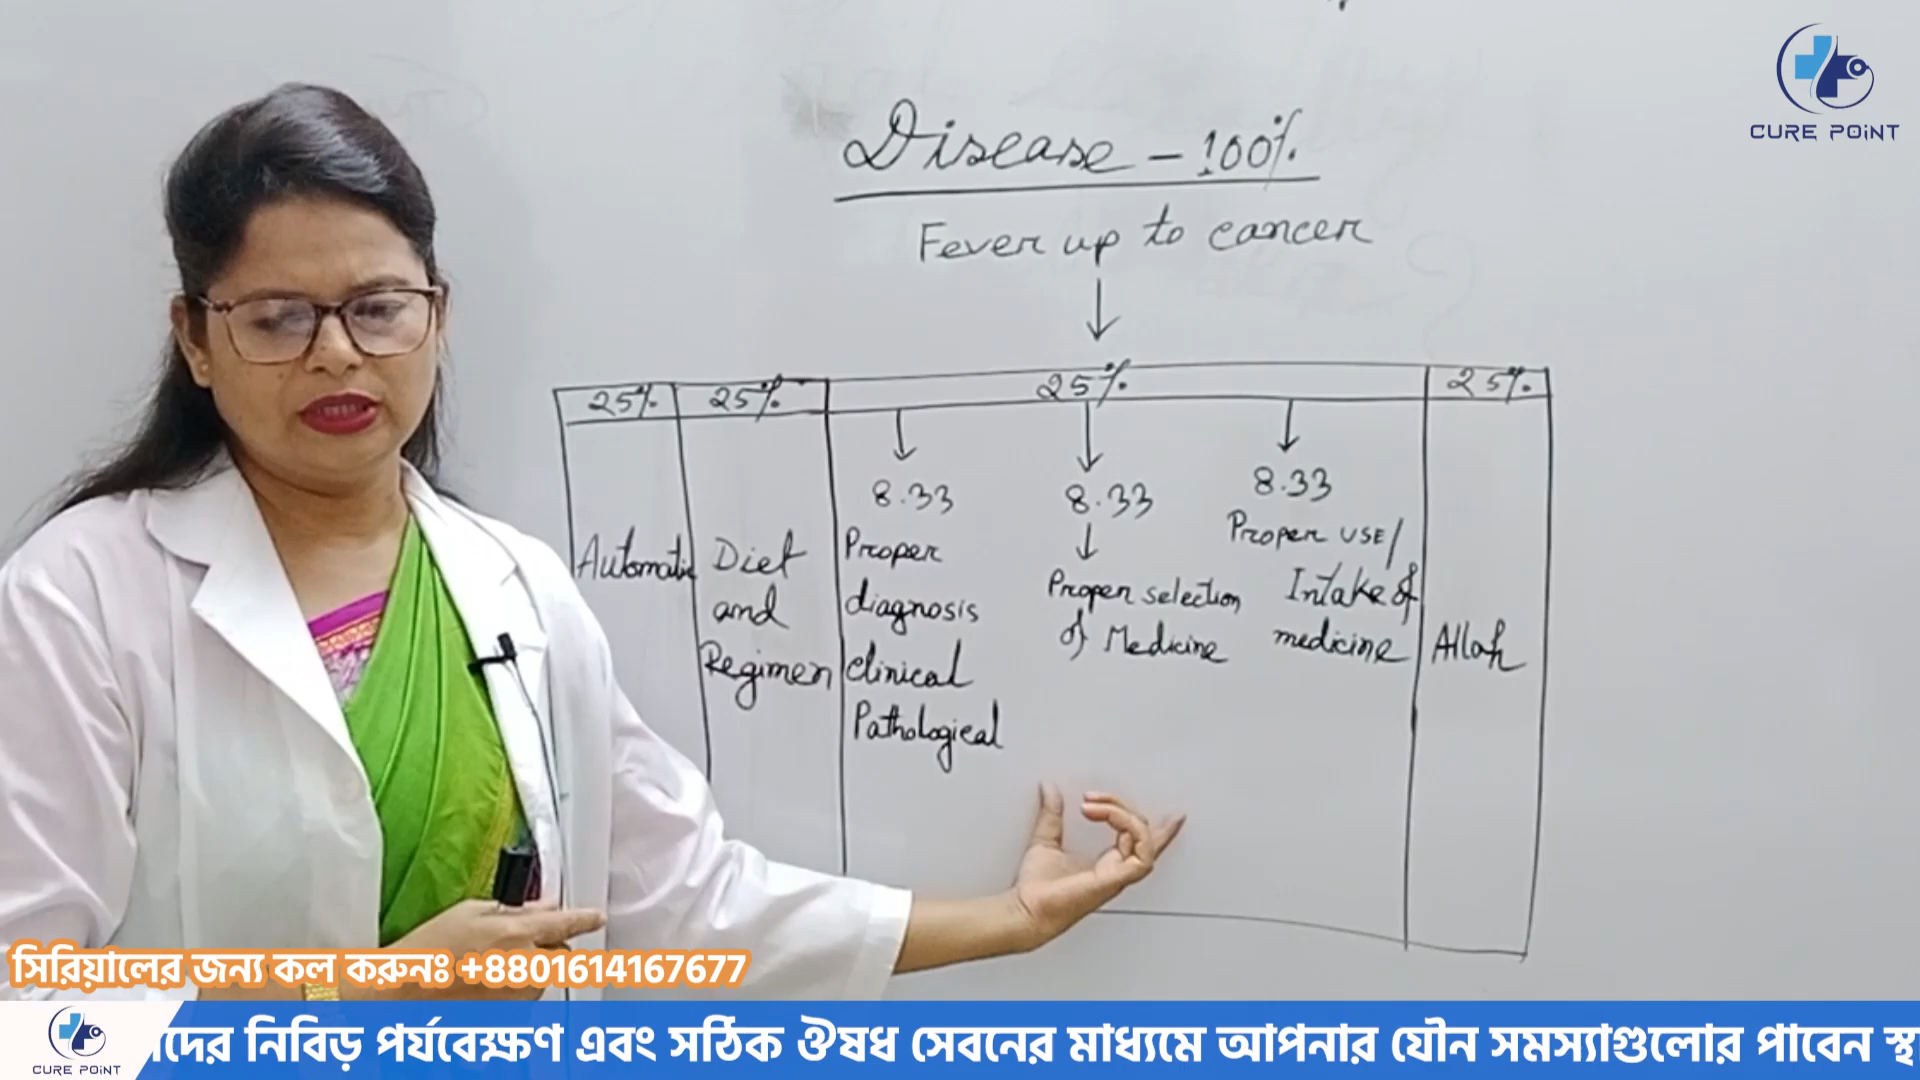 CURE POINT
Disease - 100%
Fever up to cancer
25% 25% 25% 25%
8.33 8.33 8.33
Automatic
Diet
and
Regimen
Proper
diagnosis
clinical
Pathological
Proper selection
of Medicine
Proper USE/
Intake of
medicine
Allah
সিরিয়ালের জন্য কল করুনঃ +8801614167677
CURE POINT
নিবিড় পর্যবেক্ষণ এবং সঠিক ঔষধ সেবনের মাধ্যমে আপনার যৌন সমস্যাগুলোর পাবেন